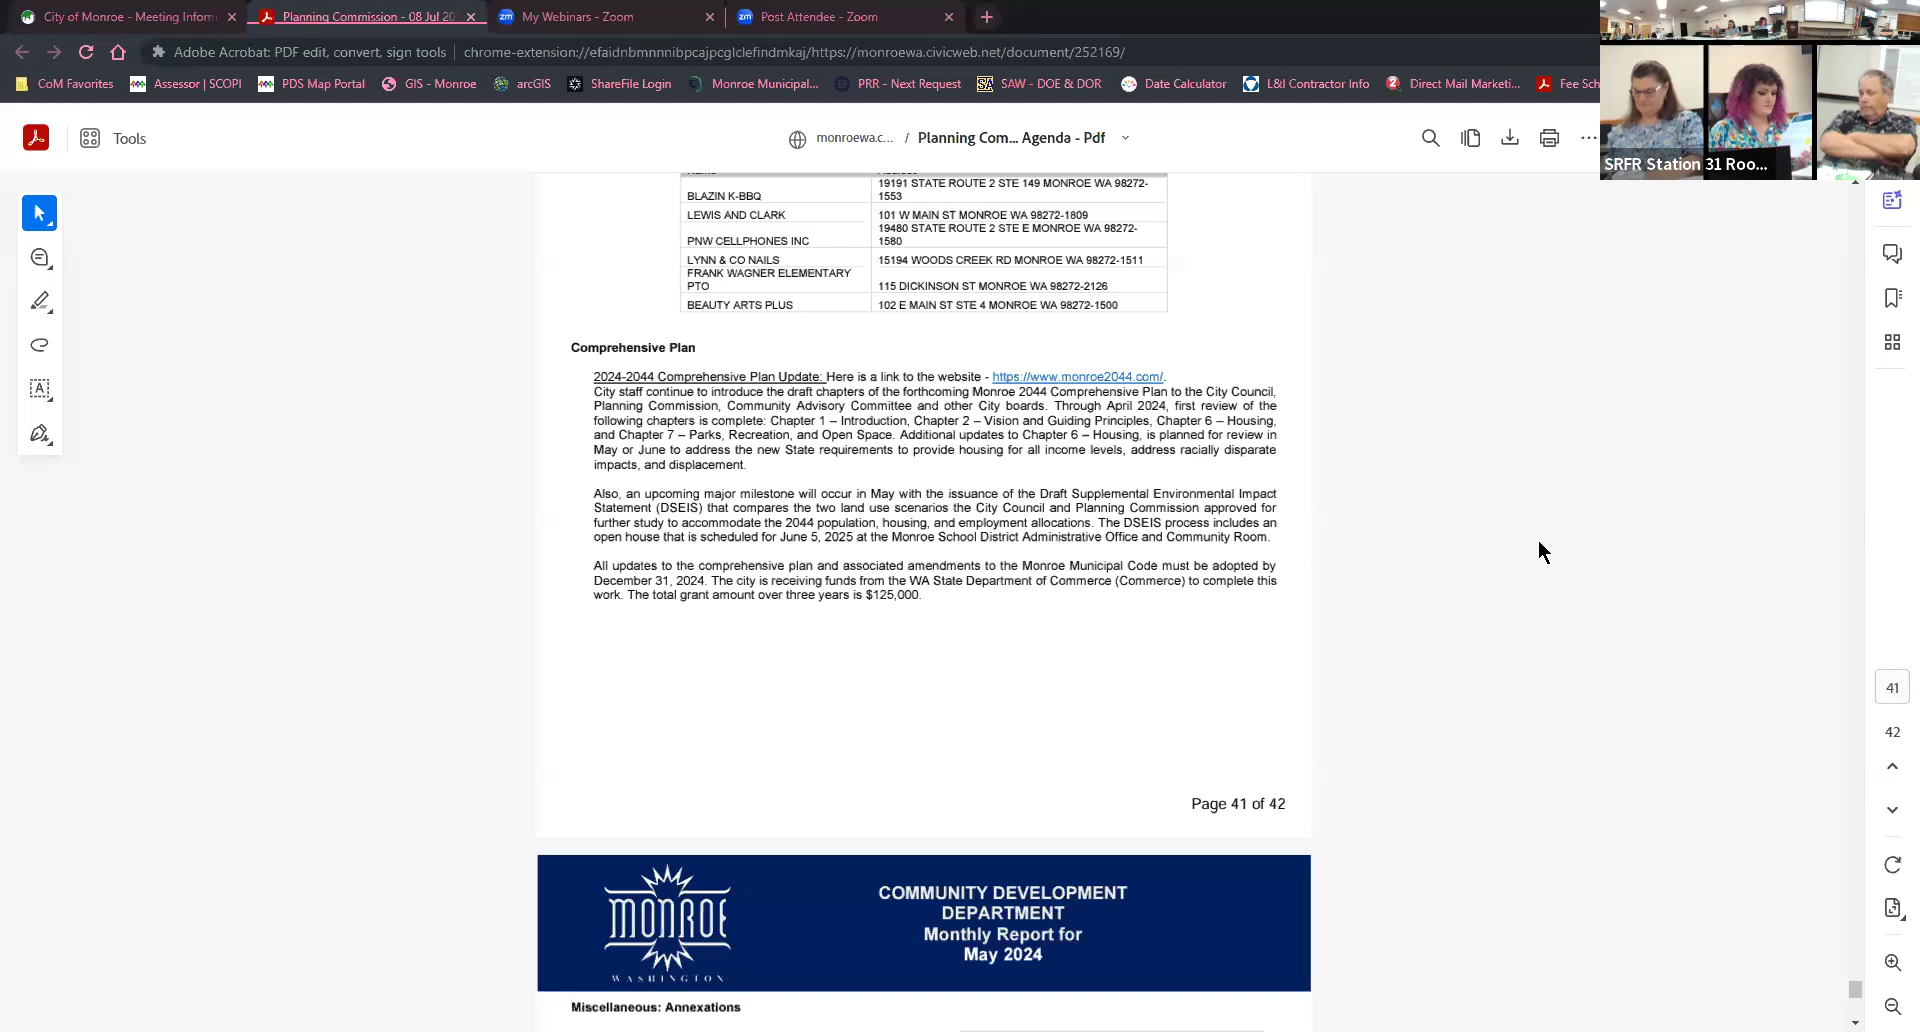 City of Monroe - Meeting Inform
Planning Commission - 08 Jul 20
My Webinars - Zoom
Post Attendee - Zoom
Adobe Acrobat: PDF edit, convert, sign tools
chrome-extension://efaidnbmnnnibpcajpcglclefindmkaj/https://monroewa.civicweb.net/document/252169/
CoM Favorites
Assessor | SCOPI
PDS Map Portal
GIS - Monroe
arcGIS
ShareFile Login
Monroe Municipal...
PRR - Next Request
SAW - DOE & DOR
Date Calculator
L&I Contractor Info
Direct Mail Marketi...
Fee Sch
SRFR Station 31 Roo...
Tools
monroewa.c... / Planning Com... Agenda - Pdf
BLAZIN K-BBQ 19191 STATE ROUTE 2 STE 149 MONROE WA 98272-
1553
LEWIS AND CLARK 101 W MAIN ST MONROE WA 98272-1809
PNW CELLPHONES INC 19480 STATE ROUTE 2 STE E MONROE WA 98272-
1580
LYNN & CO NAILS 15194 WOODS CREEK RD MONROE WA 98272-1511
FRANK WAGNER ELEMENTARY
PTO 115 DICKINSON ST MONROE WA 98272-2126
BEAUTY ARTS PLUS 102 E MAIN ST STE 4 MONROE WA 98272-1500
Comprehensive Plan
2024-2044 Comprehensive Plan Update: Here is a link to the website - https://www.monroe2044.com/.
City staff continue to introduce the draft chapters of the forthcoming Monroe 2044 Comprehensive Plan to the City Council,
Planning Commission, Community Advisory Committee and other City boards. Through April 2024, first review of the
following chapters is complete: Chapter 1 – Introduction, Chapter 2 – Vision and Guiding Principles, Chapter 6 – Housing,
and Chapter 7 – Parks, Recreation, and Open Space. Additional updates to Chapter 6 – Housing, is planned for review in
May or June to address the new State requirements to provide housing for all income levels, address racially disparate
impacts, and displacement.
Also, an upcoming major milestone will occur in May with the issuance of the Draft Supplemental Environmental Impact
Statement (DSEIS) that compares the two land use scenarios the City Council and Planning Commission approved for
further study to accommodate the 2044 population, housing, and employment allocations. The DSEIS process includes an
open house that is scheduled for June 5, 2025 at the Monroe School District Administrative Office and Community Room.
All updates to the comprehensive plan and associated amendments to the Monroe Municipal Code must be adopted by
December 31, 2024. The city is receiving funds from the WA State Department of Commerce (Commerce) to complete this
work. The total grant amount over three years is $125,000.
Page 41 of 42
41
42
MONROE
WASHINGTON
COMMUNITY DEVELOPMENT
DEPARTMENT
Monthly Report for
May 2024
Miscellaneous: Annexations